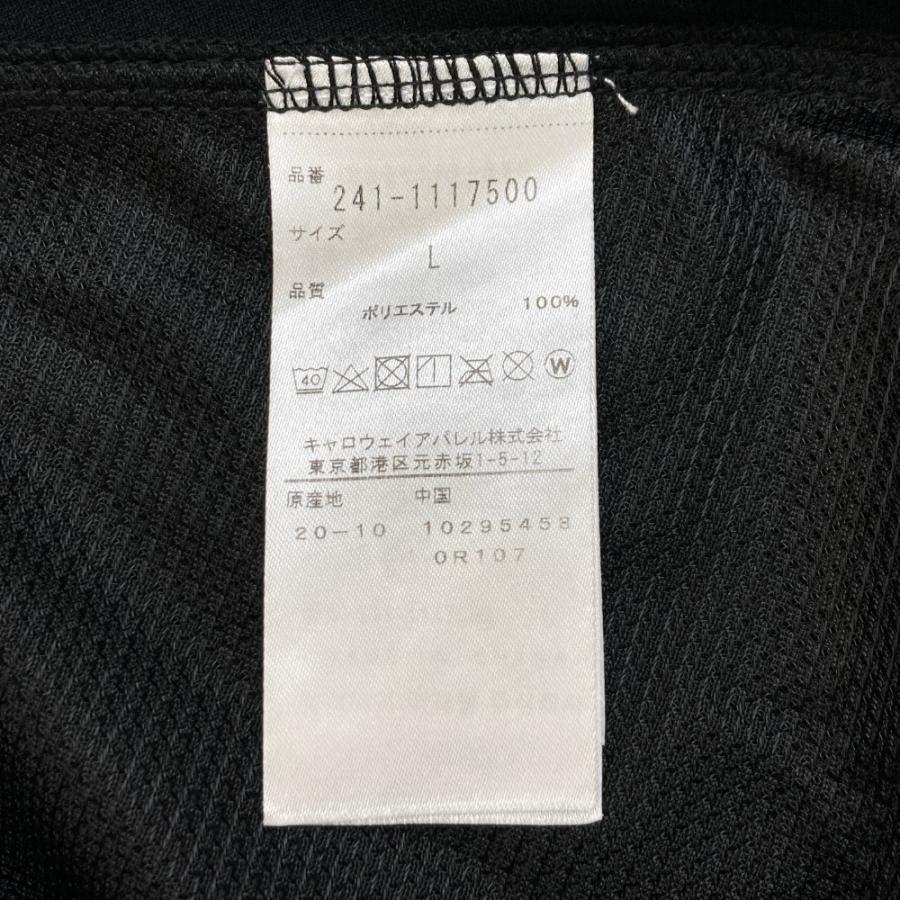 品番
241-1117500
サイズ
L
品質
ポリエステル 100%
40 W
キャロウェイアパレル株式会社
東京都港区元赤坂1-5-12
原産地 中国
20-10 10295458
0R107